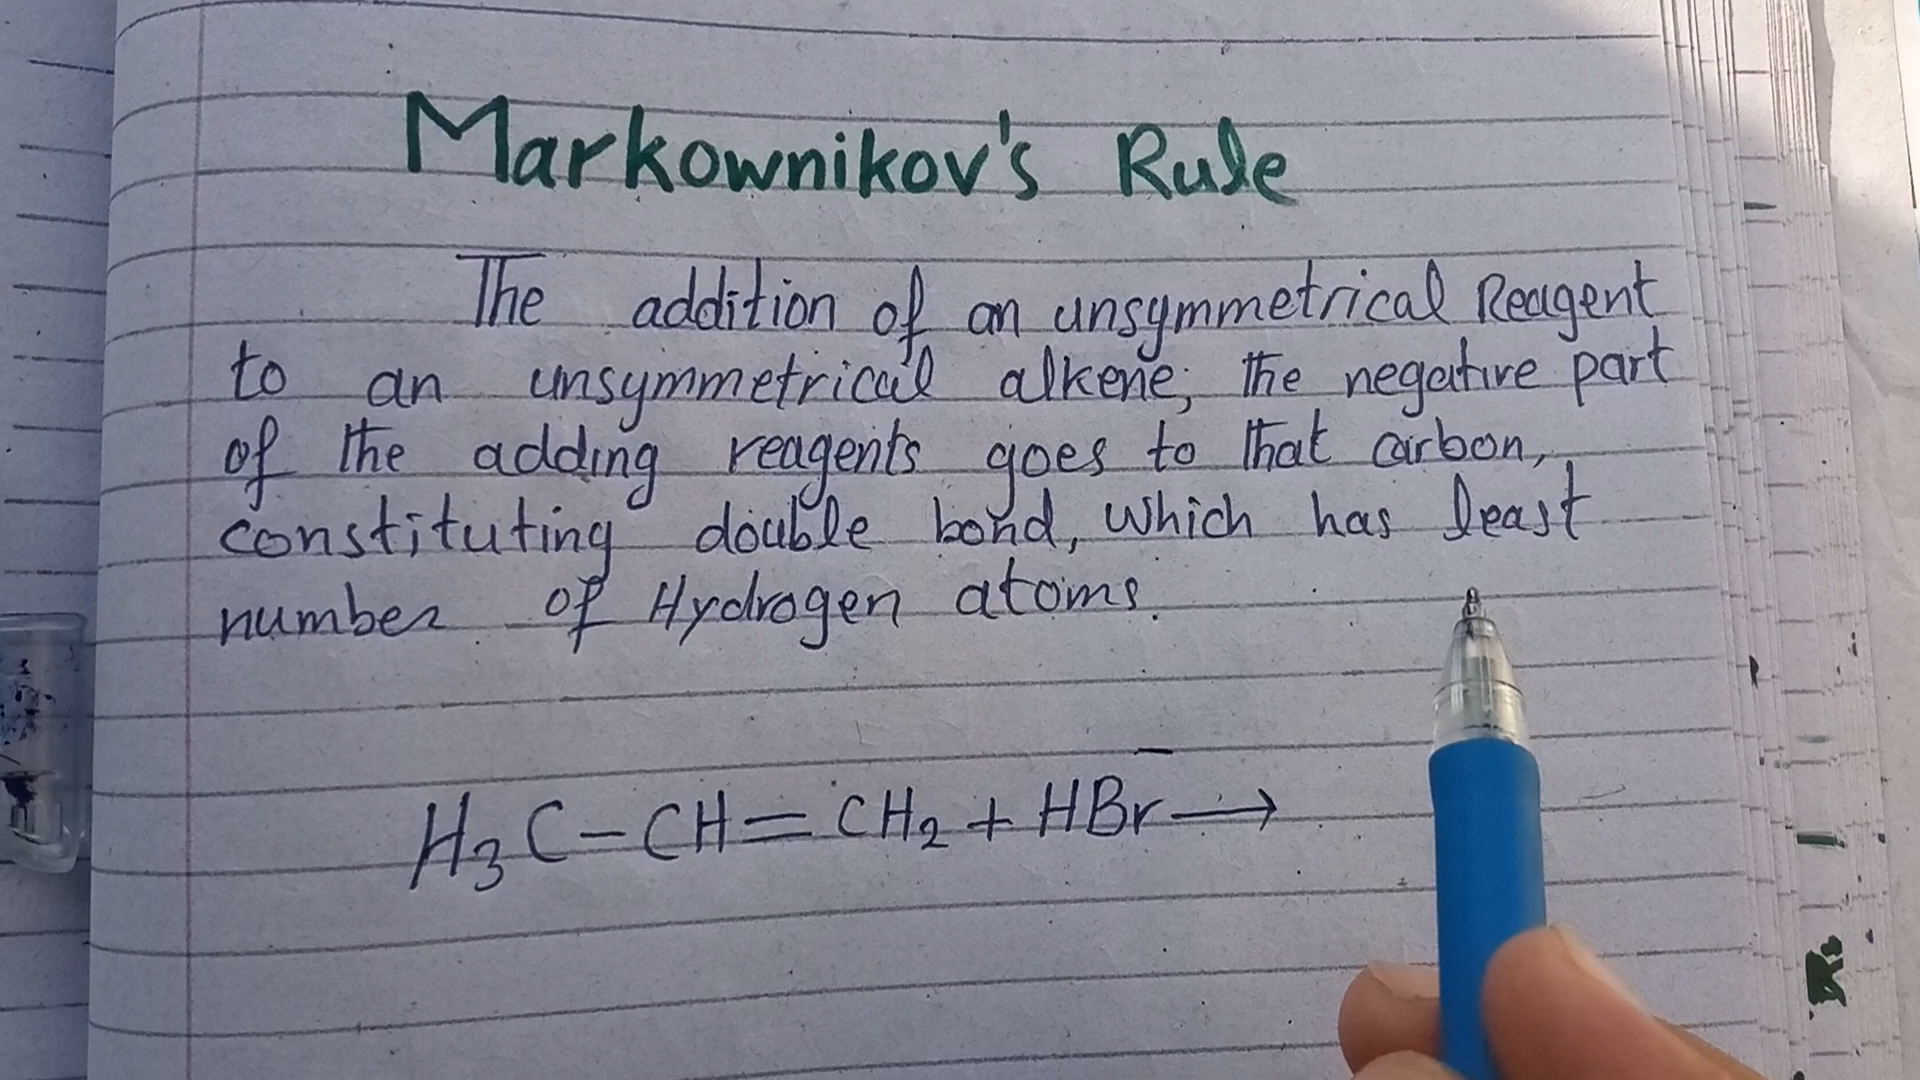 Markownikov's Rule
The addition of an unsymmetrical Reagent
to an unsymmetrical alkene; the negative part
of the adding reagents goes to that carbon,
constituting double bond, which has least
number of Hydrogen atoms.
H₃C-CH=CH₂+HBr→